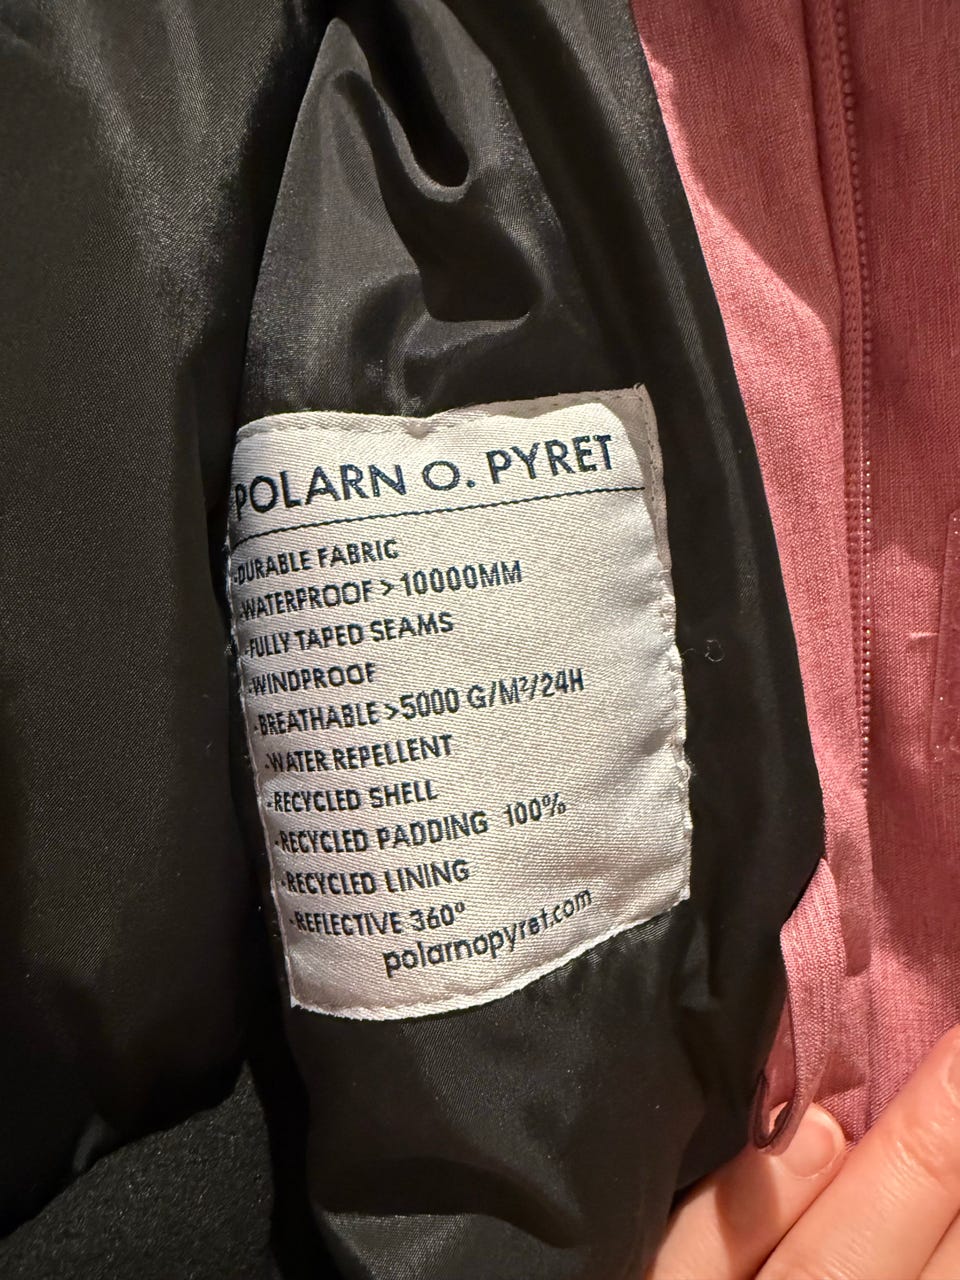 POLARN O. PYRET
-DURABLE FABRIC
-WATERPROOF >10000MM
-FULLY TAPED SEAMS
-WINDPROOF
-BREATHABLE >5000 G/M²/24H
-WATER REPELLENT
-RECYCLED SHELL
-RECYCLED PADDING 100%
-RECYCLED LINING
-REFLECTIVE 360°
polarnopyret.com